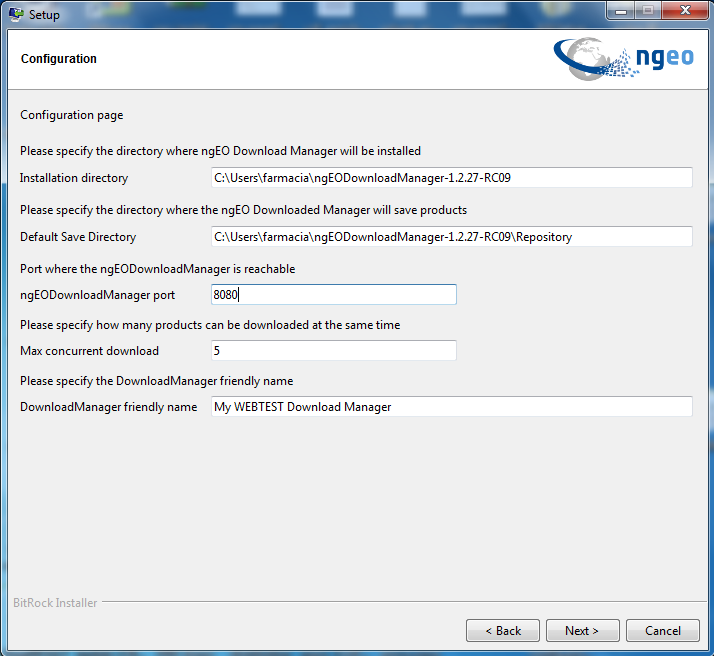 Setup
Configuration
ngeo
Configuration page
Please specify the directory where ngEO Download Manager will be installed
Installation directory C:\Users\farmacia\ngEODownloadManager-1.2.27-RC09
Please specify the directory where the ngEO Downloaded Manager will save products
Default Save Directory C:\Users\farmacia\ngEODownloadManager-1.2.27-RC09\Repository
Port where the ngEODownloadManager is reachable
ngEODownloadManager port 8080
Please specify how many products can be downloaded at the same time
Max concurrent download 5
Please specify the DownloadManager friendly name
DownloadManager friendly name My WEBTEST Download Manager
BitRock Installer
< Back Next > Cancel